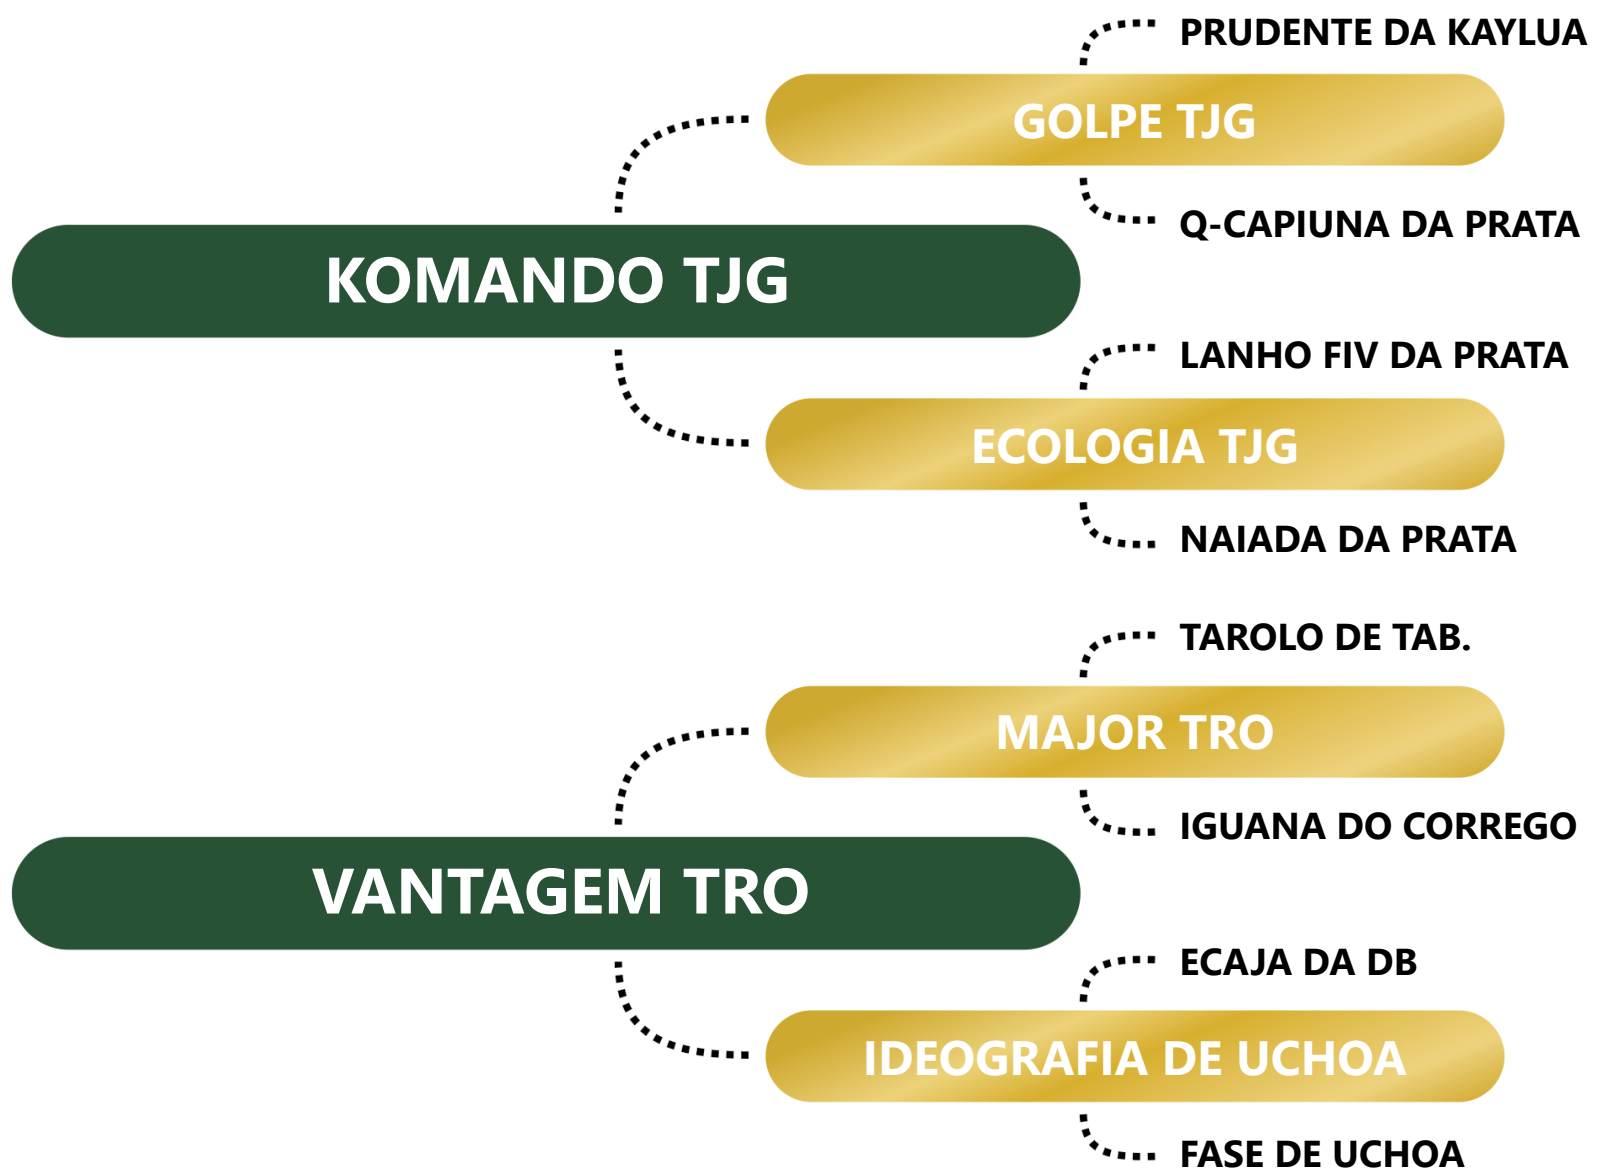 PRUDENTE DA KAYLUA
GOLPE TJG
Q-CAPIUNA DA PRATA
KOMANDO TJG
LANHO FIV DA PRATA
ECOLOGIA TJG
NAIADA DA PRATA
TAROLO DE TAB.
MAJOR TRO
IGUANA DO CORREGO
VANTAGEM TRO
ECAJA DA DB
IDEOGRAFIA DE UCHOA
FASE DE UCHOA